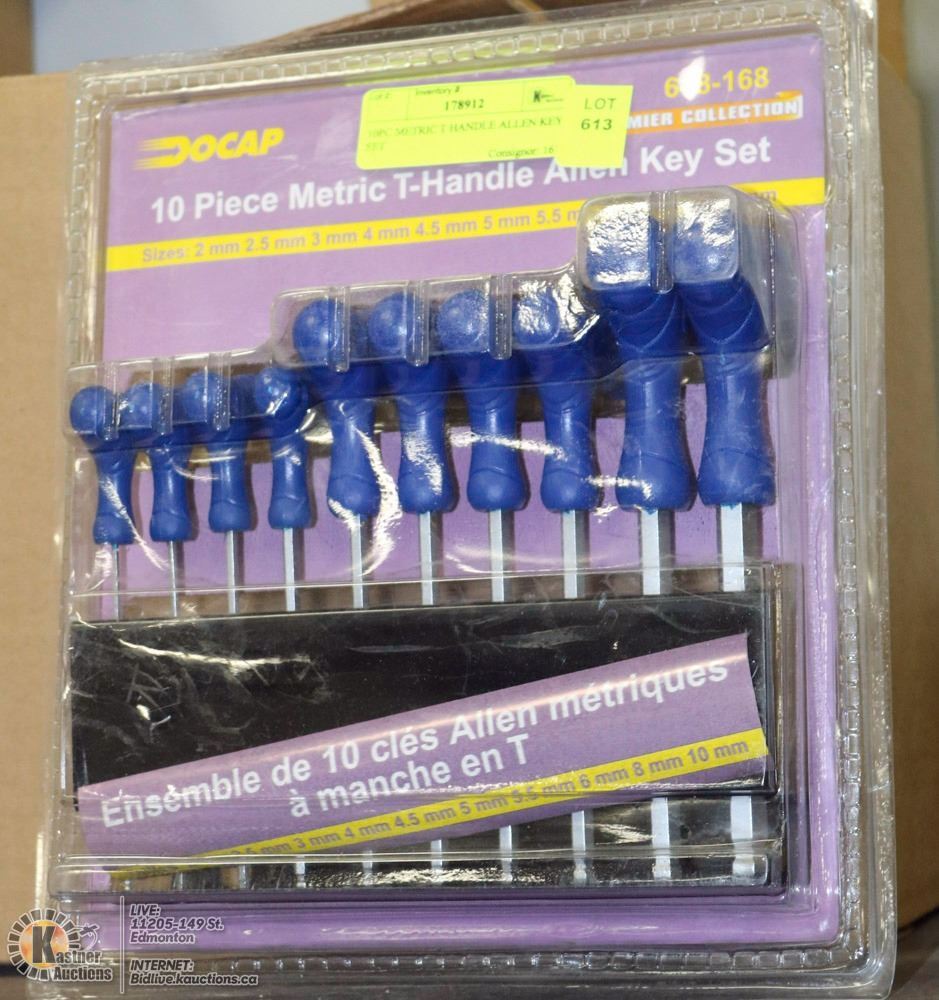 Inventory #
178912
10PC METRIC T HANDLE ALLEN KEY
SET
Consignor: 16
LOT
613
168
MIER COLLECTION
DOCAP
10 Piece Metric T-Handle Allen Key Set
Sizes: 2 mm 2.5 mm 3 mm 4 mm 4.5 mm 5 mm 5.5
Ensemble de 10 clés Allen métriques
à manche en T
2.5 mm 3 mm 4 mm 4.5 mm 5 mm 5.5 mm 6 mm 8 mm 10 mm
Kastner
Auctions
LIVE:
11205-149 St.
Edmonton
INTERNET:
Bidlive.kauctions.ca